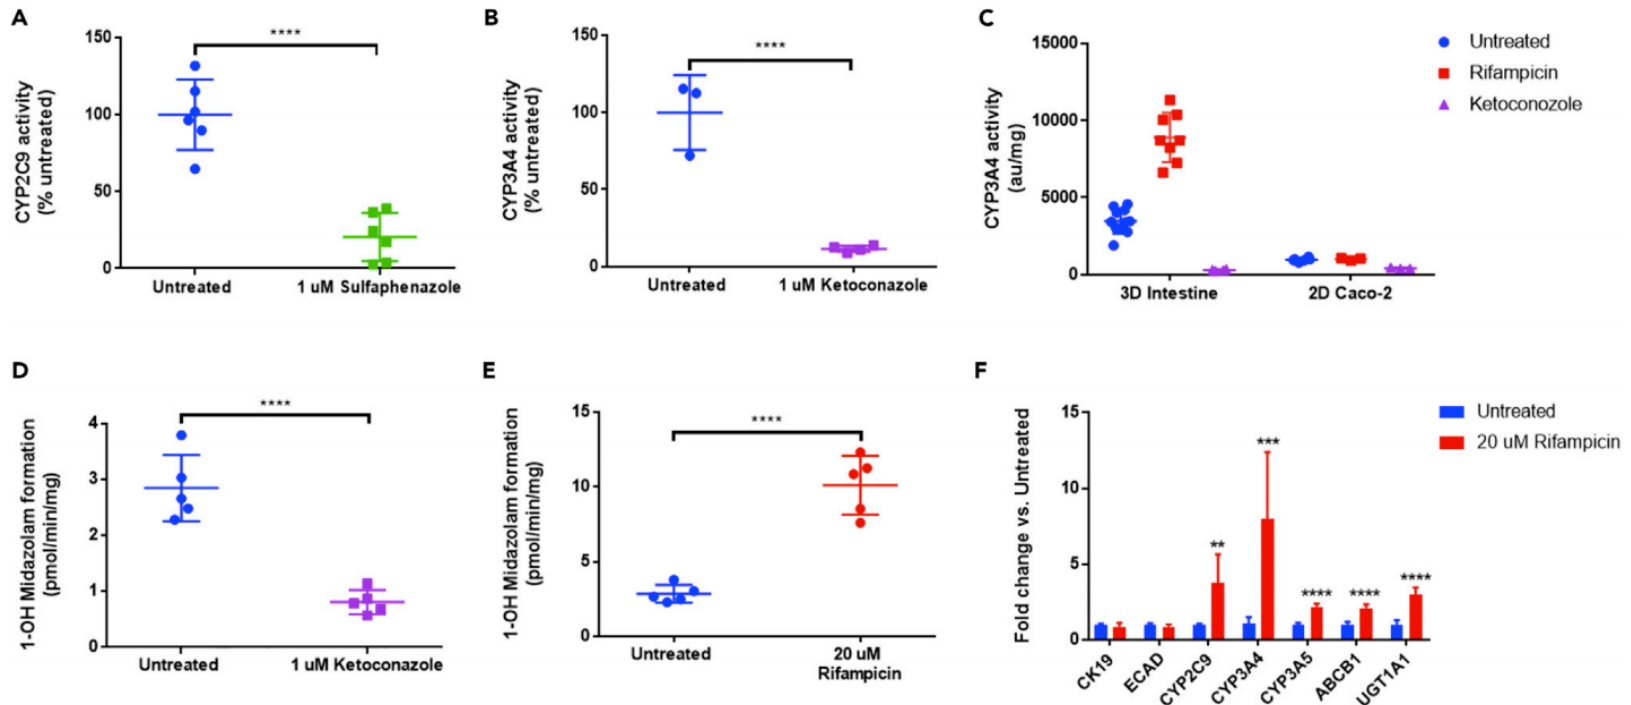 A
CYP2C9 activity
(% untreated)
150
100
50
0
****
Untreated
1 uM Sulfaphenazole
B
CYP3A4 activity
(% untreated)
150
100
50
0
****
Untreated
1 uM Ketoconazole
C
CYP3A4 activity
(au/mg)
15000
10000
5000
0
3D Intestine
2D Caco-2
Untreated
Rifampicin
Ketoconozole
D
1-OH Midazolam formation
(pmol/min/mg)
4
3
2
1
0
****
Untreated
1 uM Ketoconazole
E
1-OH Midazolam formation
(pmol/min/mg)
15
10
5
0
****
Untreated
20 uM
Rifampicin
F
Fold change vs. Untreated
15
10
5
0
**
***
****
****
****
CK19
ECAD
CYP2C9
CYP3A4
CYP3A5
ABCB1
UGT1A1
Untreated
20 uM Rifampicin